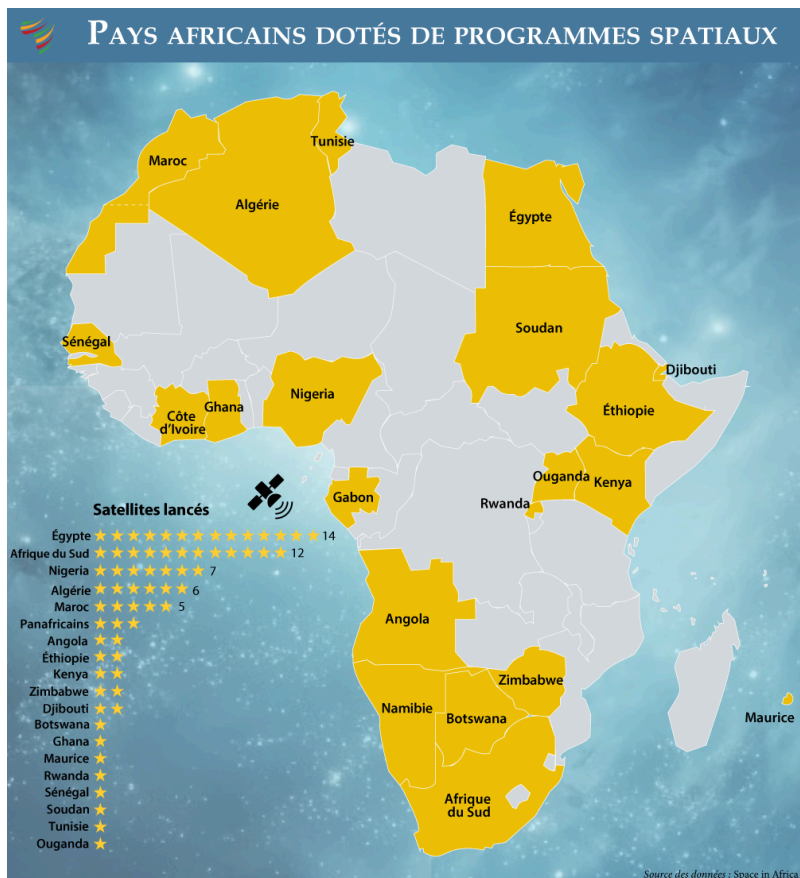 PAYS AFRICAINS DOTÉS DE PROGRAMMES SPATIAUX
Tunisie
Maroc
Algérie
Égypte
Soudan
Sénégal
Djibouti
Nigeria
Ghana
Côte
d'Ivoire
Éthiopie
Ouganda
Kenya
Gabon
Rwanda
Angola
Zimbabwe
Namibie
Botswana
Maurice
Afrique
du Sud
Satellites lancés
Égypte 14
Afrique du Sud 12
Nigeria 7
Algérie 6
Maroc 5
Panafricains
Angola
Éthiopie
Kenya
Zimbabwe
Djibouti
Botswana
Ghana
Maurice
Rwanda
Sénégal
Soudan
Tunisie
Ouganda
Source des données : Space in Africa